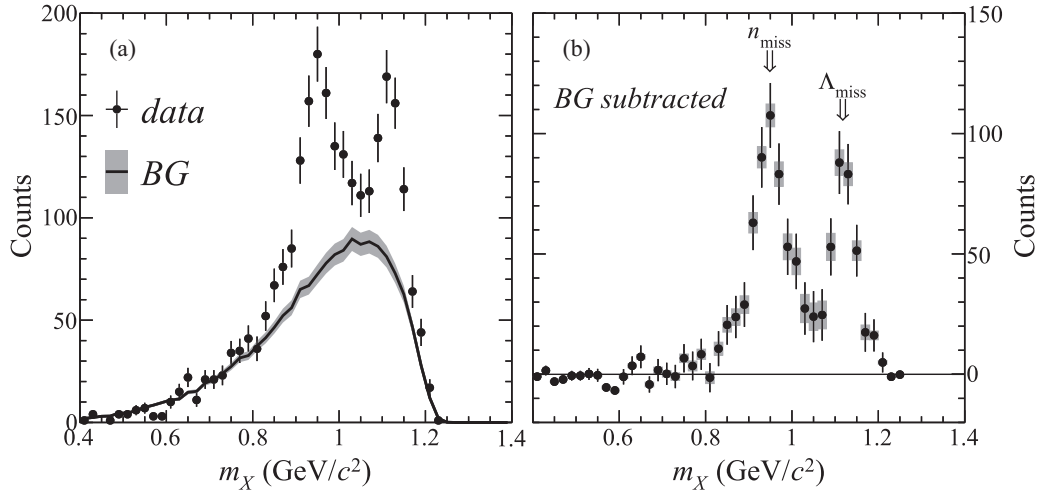 (a)
data
BG
Counts
200
150
100
50
0
0.4
0.6
0.8
1
1.2
1.4
m_X (GeV/c²)
(b)
BG subtracted
n_miss
⇓
Λ_miss
⇓
150
100
50
0
Counts
0.6
0.8
1
1.2
1.4
m_X (GeV/c²)